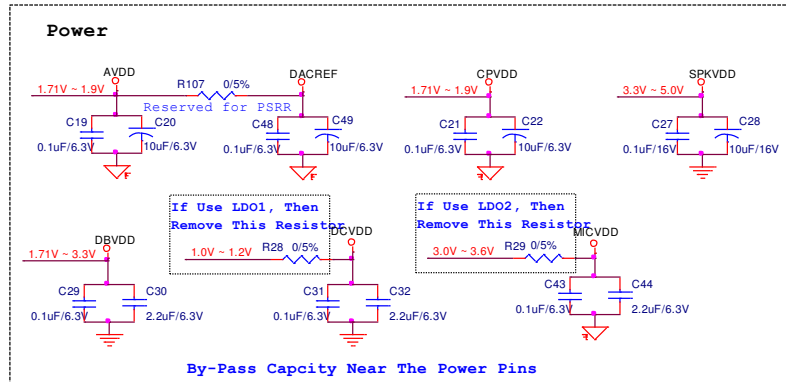 Power
AVDD
DACREF
CPVDD
SPKVDD
1.71V ~ 1.9V
R107
0/5%
1.71V ~ 1.9V
3.3V ~ 5.0V
Reserved for PSRR
C19
C20
C48
C49
C21
C22
C27
C28
0.1uF/6.3V
10uF/6.3V
0.1uF/6.3V
10uF/6.3V
0.1uF/6.3V
10uF/6.3V
0.1uF/16V
10uF/16V
If Use LDO1, Then
Remove This Resistor
If Use LDO2, Then
Remove This Resistor
DBVDD
DCVDD
MICVDD
1.71V ~ 3.3V
1.0V ~ 1.2V
R28
0/5%
3.0V ~ 3.6V
R29
0/5%
C29
C30
C31
C32
C43
C44
0.1uF/6.3V
2.2uF/6.3V
0.1uF/6.3V
2.2uF/6.3V
0.1uF/6.3V
2.2uF/6.3V
By-Pass Capcity Near The Power Pins